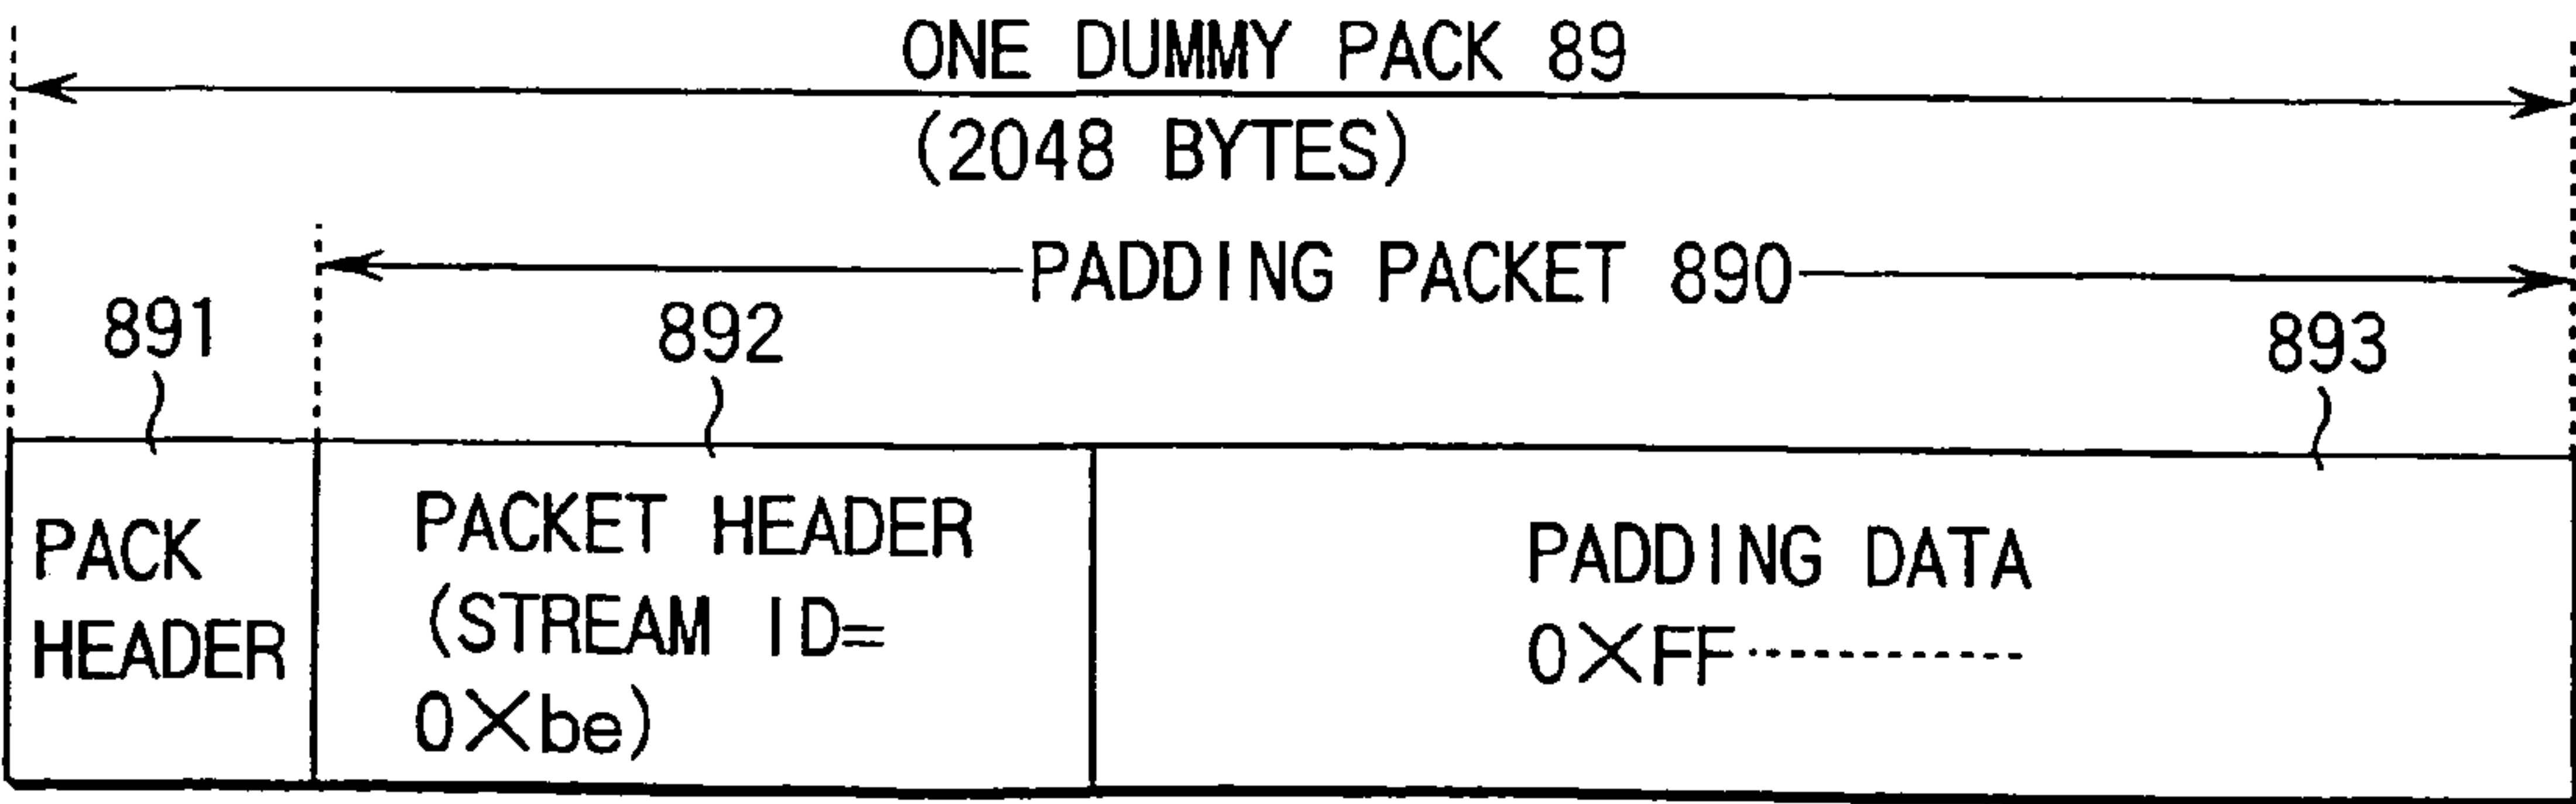 ONE DUMMY PACK 89
(2048 BYTES)
PADDING PACKET 890
891
892
893
PACK
HEADER
PACKET HEADER
(STREAM ID=
0×be)
PADDING DATA
0×FF------------